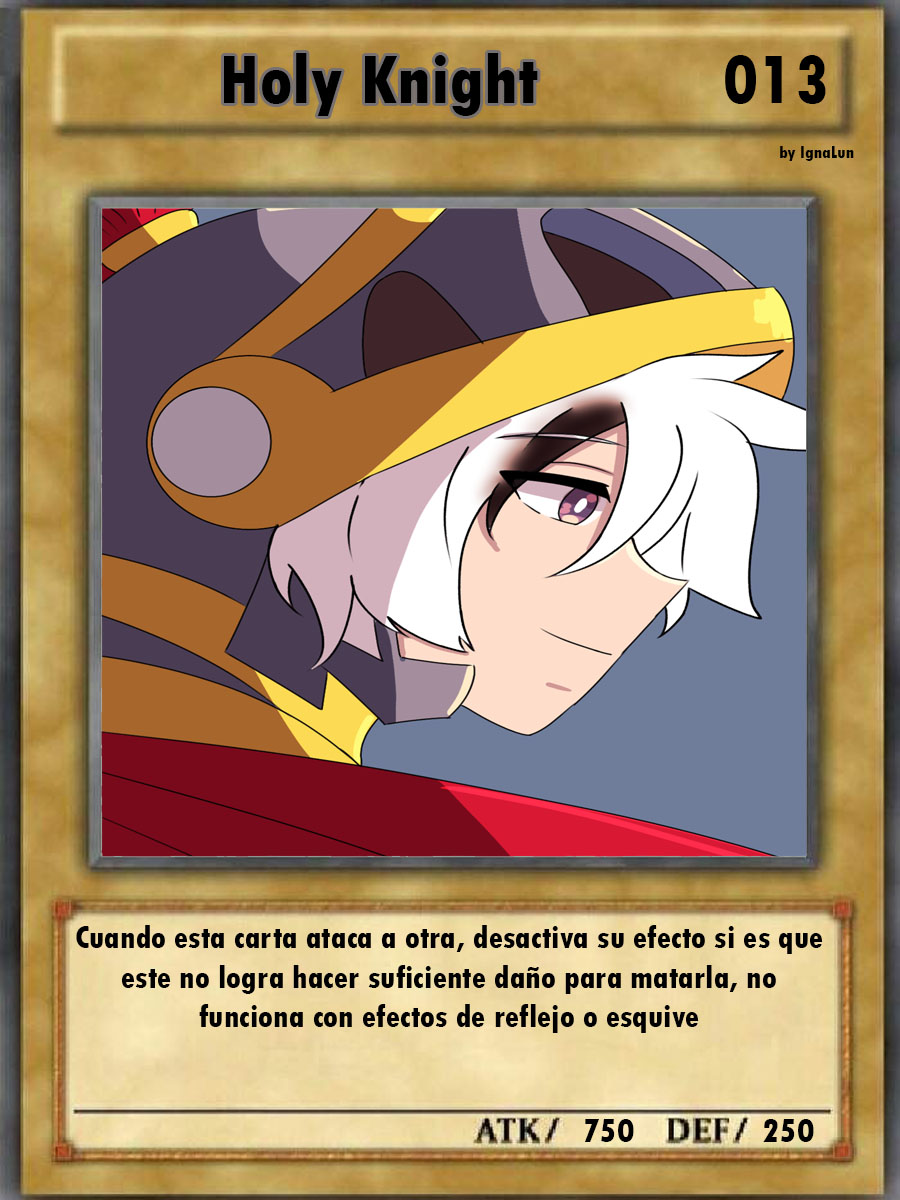 Holy Knight 013
by IgnaLun
Cuando esta carta ataca a otra, desactiva su efecto si es que
este no logra hacer suficiente daño para matarla, no
funciona con efectos de reflejo o esquive
ATK/ 750 DEF/ 250